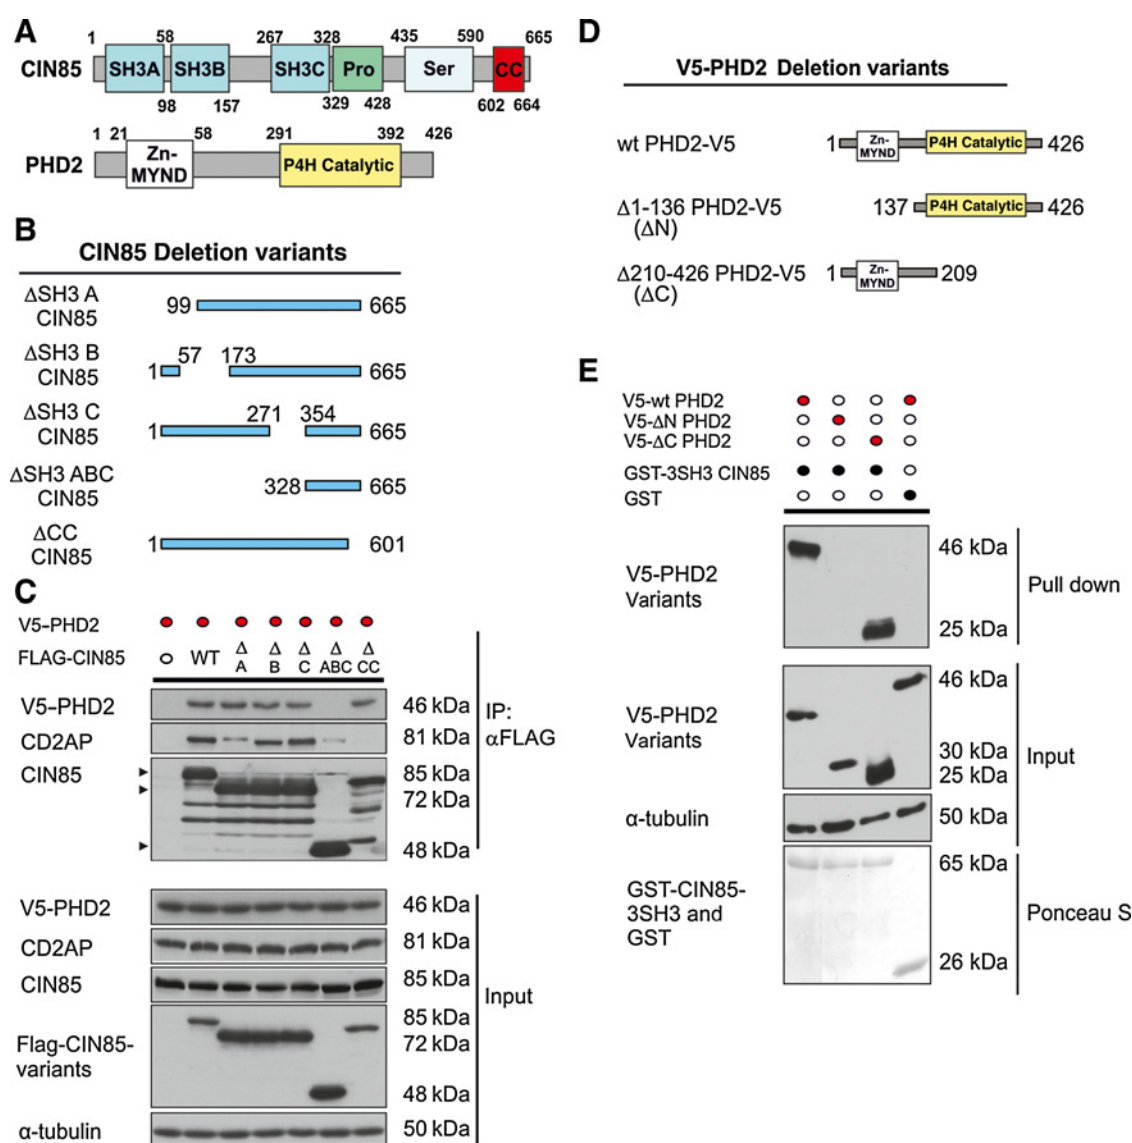 A
1 58 267 328 435 590 665
CIN85 SH3A SH3B SH3C Pro Ser CC
98 157 329 428 602 664
1 21 58 291 392 426
PHD2 Zn-MYND P4H Catalytic
B
CIN85 Deletion variants
ΔSH3 A
CIN85
99 665
ΔSH3 B
CIN85
1 57 173 665
ΔSH3 C
CIN85
1 271 354 665
ΔSH3 ABC
CIN85
328 665
ΔCC
CIN85
1 601
C
V5-PHD2
FLAG-CIN85 WT Δ A Δ B Δ C Δ ABC Δ CC
V5-PHD2 46 kDa
CD2AP 81 kDa
CIN85 85 kDa
72 kDa
48 kDa
IP:
αFLAG
V5-PHD2 46 kDa
CD2AP 81 kDa
CIN85 85 kDa
Flag-CIN85-
variants
85 kDa
72 kDa
48 kDa
α-tubulin 50 kDa
Input
D
V5-PHD2 Deletion variants
wt PHD2-V5 1 Zn-MYND P4H Catalytic 426
Δ1-136 PHD2-V5
(ΔN)
137 P4H Catalytic 426
Δ210-426 PHD2-V5
(ΔC)
1 Zn-MYND 209
E
V5-wt PHD2
V5-ΔN PHD2
V5-ΔC PHD2
GST-3SH3 CIN85
GST
V5-PHD2
Variants
46 kDa
25 kDa
Pull down
V5-PHD2
Variants
46 kDa
30 kDa
25 kDa
Input
α-tubulin 50 kDa
GST-CIN85-
3SH3 and
GST
65 kDa
26 kDa
Ponceau S